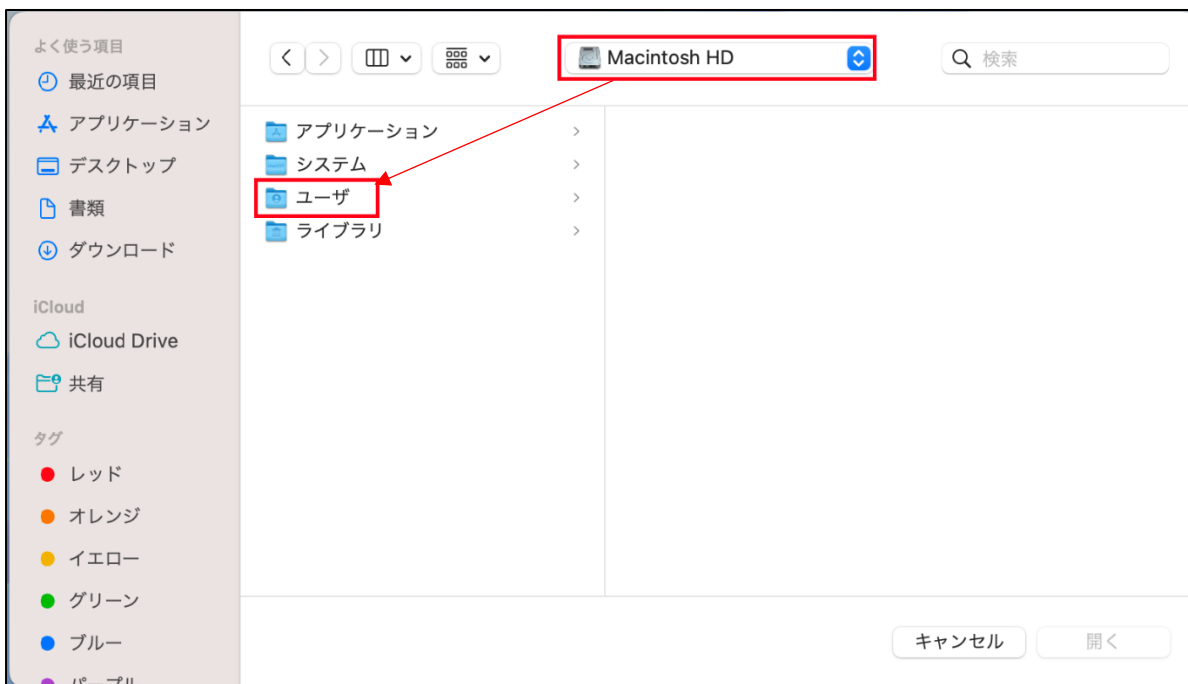 よく使う項目
最近の項目
アプリケーション
デスクトップ
書類
ダウンロード
iCloud
iCloud Drive
共有
タグ
レッド
オレンジ
イエロー
グリーン
ブルー
パープル
Macintosh HD
検索
アプリケーション
システム
ユーザ
ライブラリ
キャンセル
開く